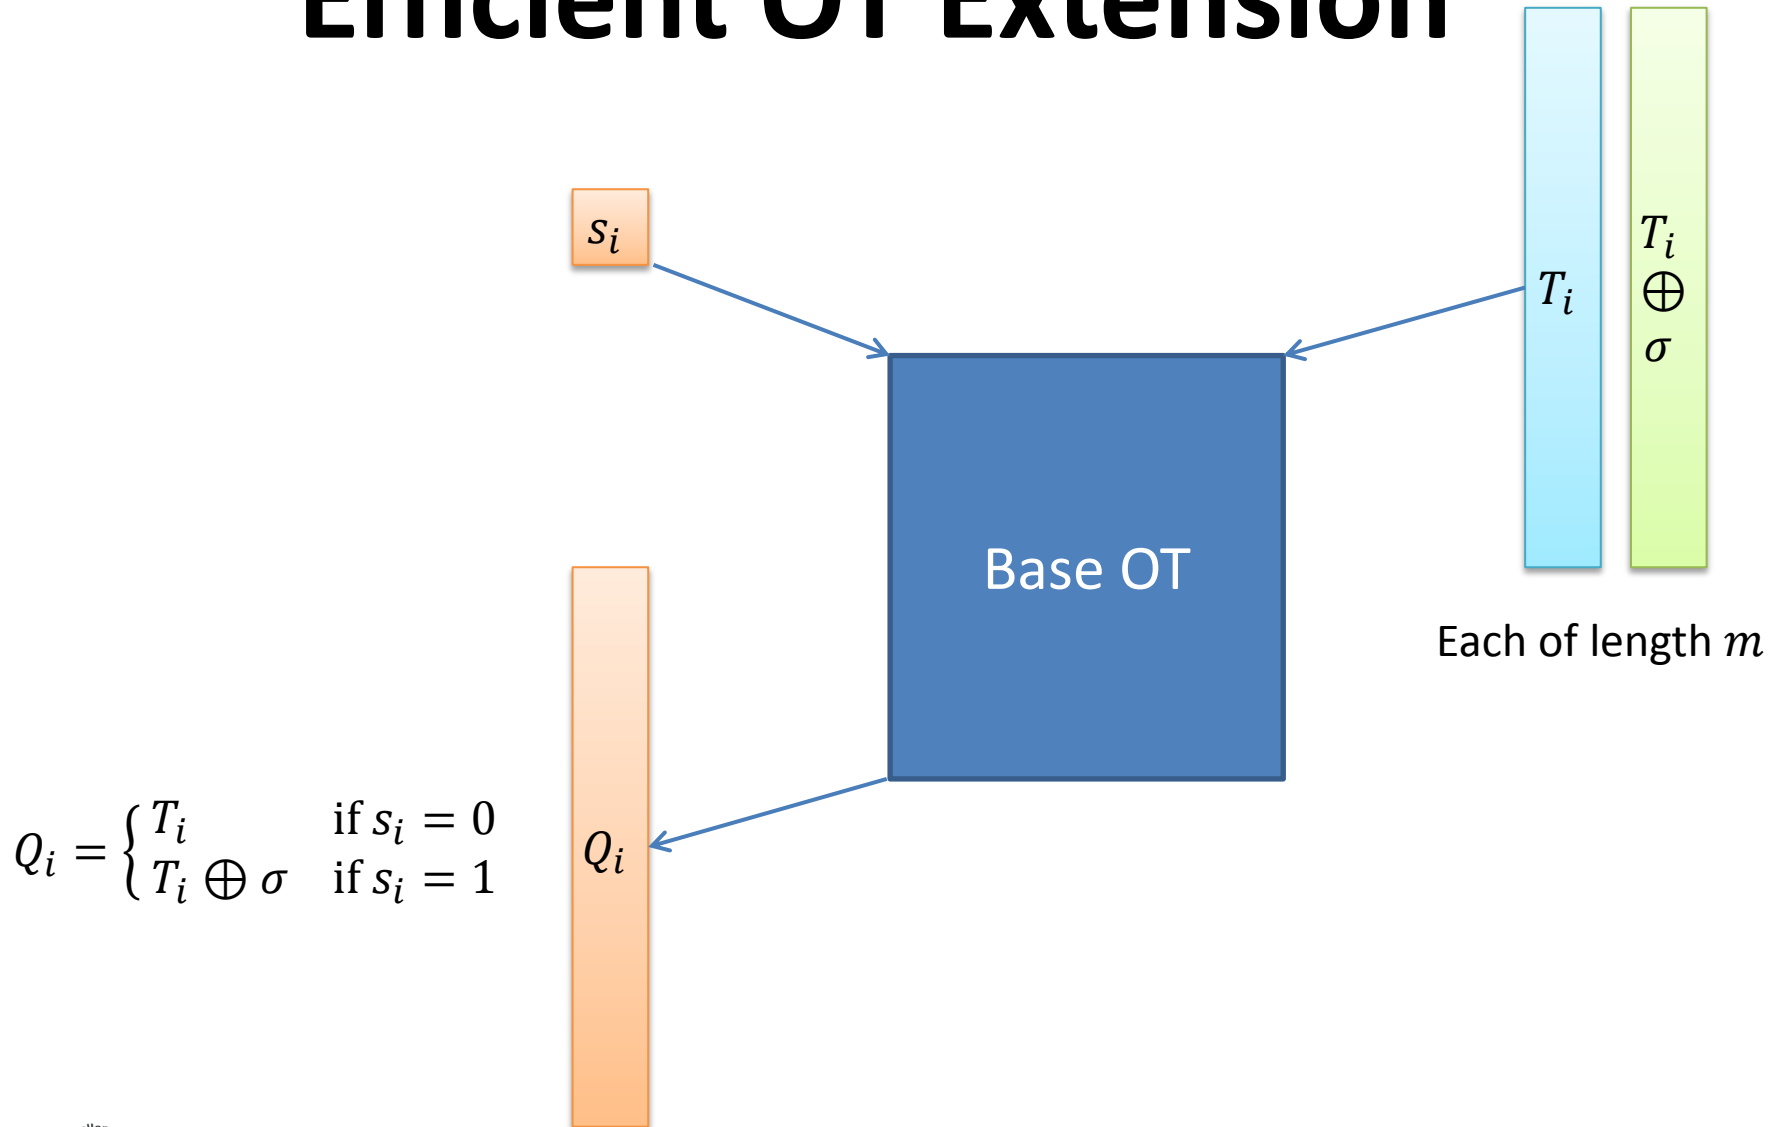 Efficient OT Extension
s_i
T_i
T_i
⊕
σ
Base OT
Each of length m
Q_i = { T_i if s_i = 0
T_i ⊕ σ if s_i = 1
Q_i